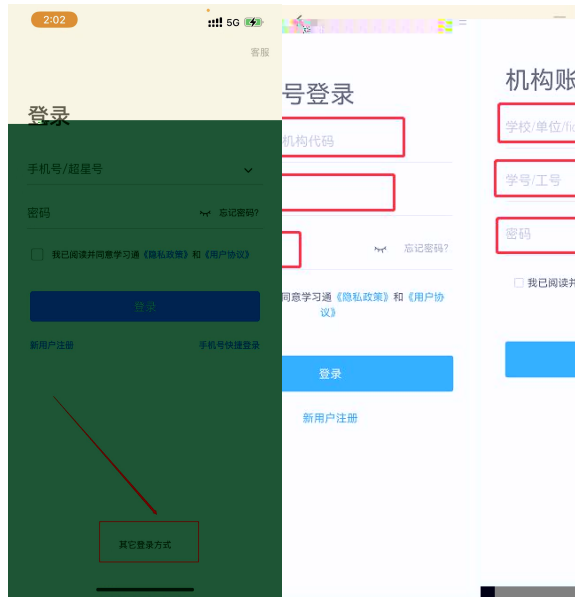 2:02
5G
客服
登录
手机号/超星号
密码
忘记密码?
我已阅读并同意学习通《隐私政策》和《用户协议》
登录
新用户注册
手机号快捷登录
其它登录方式
号登录
机构代码
忘记密码?
同意学习通《隐私政策》和《用户协
议》
登录
新用户注册
机构账
学校/单位/fid
学号/工号
密码
我已阅读并